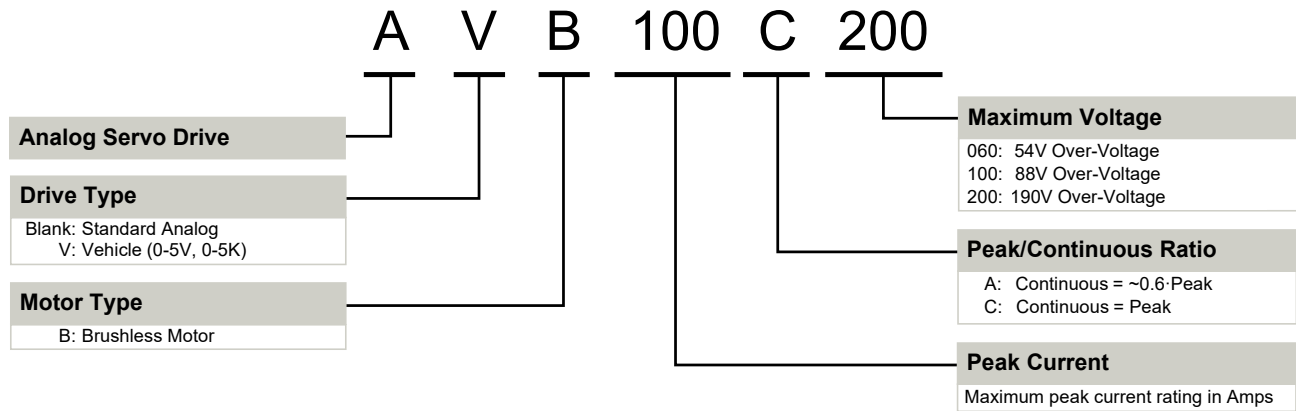 A V B 100 C 200
Analog Servo Drive
Drive Type
Blank: Standard Analog
V: Vehicle (0-5V, 0-5K)
Motor Type
B: Brushless Motor
Maximum Voltage
060: 54V Over-Voltage
100: 88V Over-Voltage
200: 190V Over-Voltage
Peak/Continuous Ratio
A: Continuous = ~0.6·Peak
C: Continuous = Peak
Peak Current
Maximum peak current rating in Amps